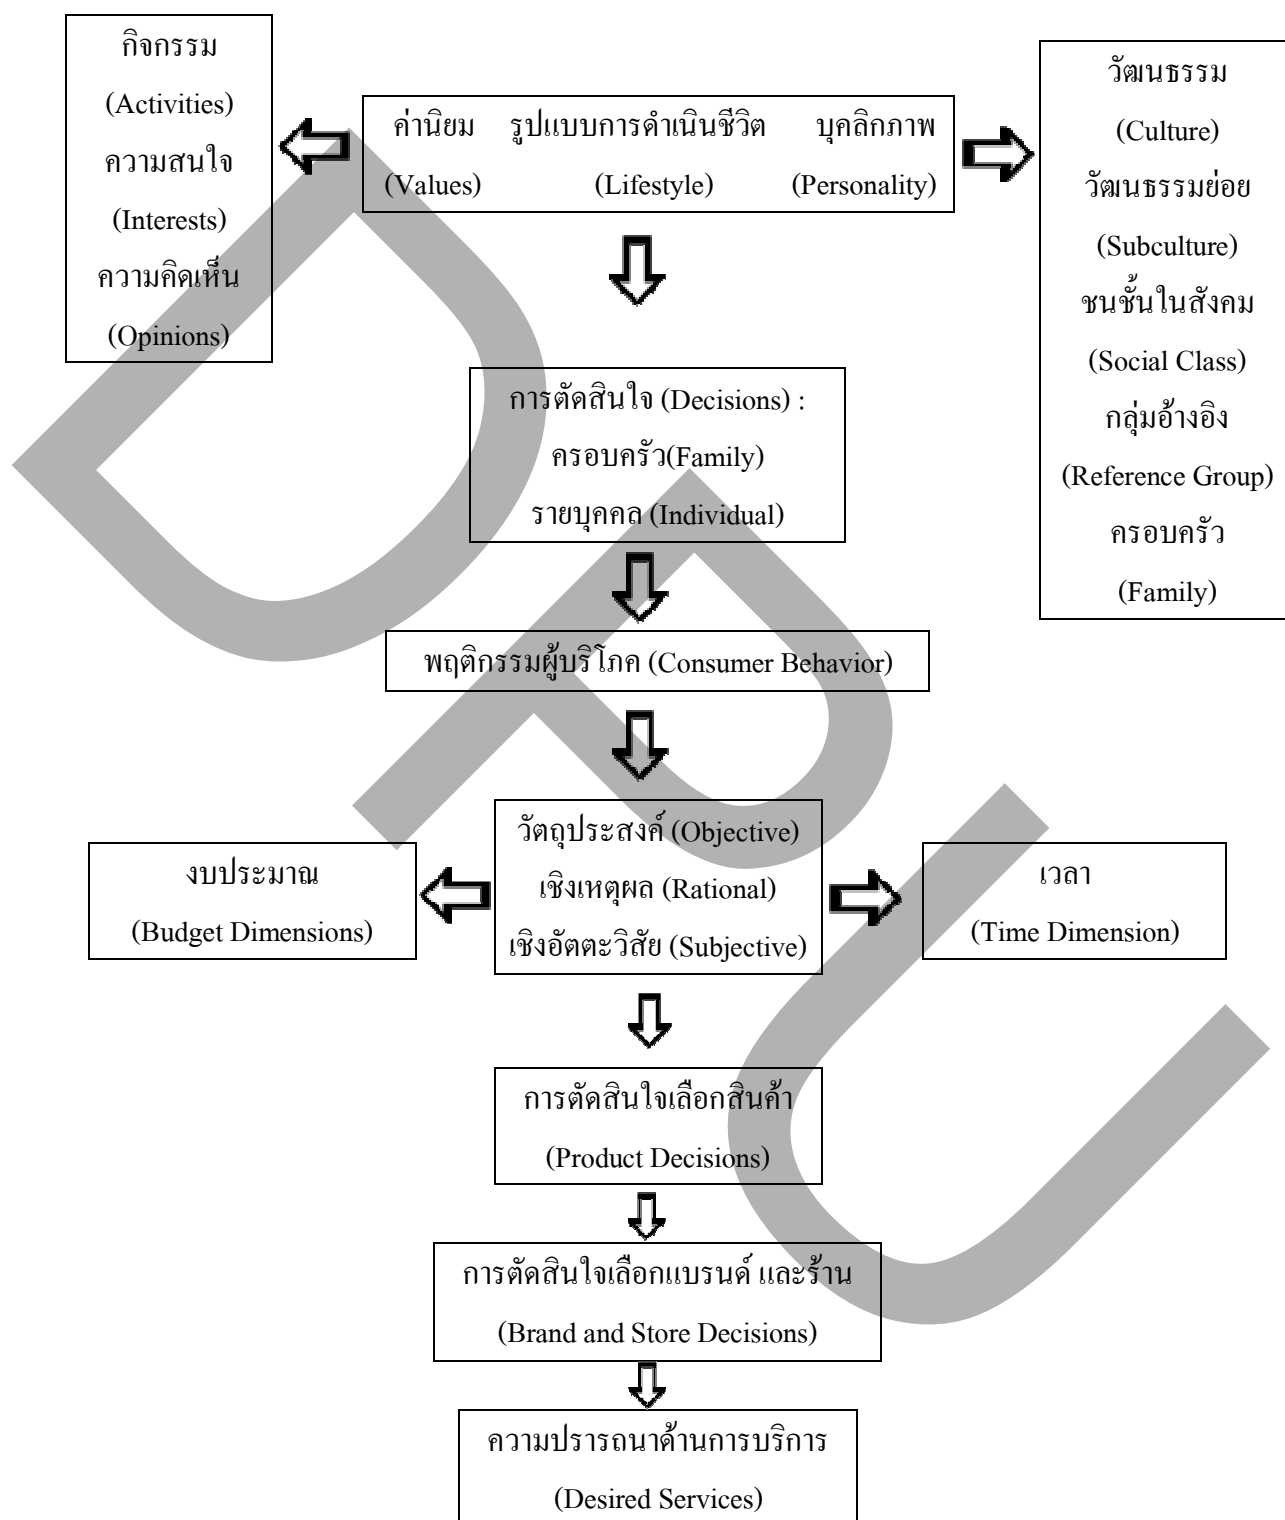 กิจกรรม
(Activities)
ความสนใจ
(Interests)
ความคิดเห็น
(Opinions)
ค่านิยม รูปแบบการดำเนินชีวิต บุคลิกภาพ
(Values) (Lifestyle) (Personality)
วัฒนธรรม
(Culture)
วัฒนธรรมย่อย
(Subculture)
ชนชั้นในสังคม
(Social Class)
กลุ่มอ้างอิง
(Reference Group)
ครอบครัว
(Family)
การตัดสินใจ (Decisions) :
ครอบครัว(Family)
รายบุคคล (Individual)
พฤติกรรมผู้บริโภค (Consumer Behavior)
งบประมาณ
(Budget Dimensions)
วัตถุประสงค์ (Objective)
เชิงเหตุผล (Rational)
เชิงอัตตะวิสัย (Subjective)
เวลา
(Time Dimension)
การตัดสินใจเลือกสินค้า
(Product Decisions)
การตัดสินใจเลือกแบรนด์ และร้าน
(Brand and Store Decisions)
ความปรารถนาด้านการบริการ
(Desired Services)
DPU